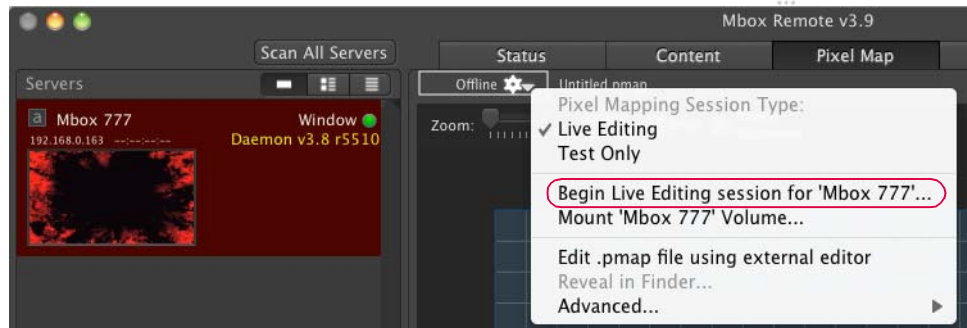 Mbox Remote v3.9
Scan All Servers
Status
Content
Pixel Map
Servers
Offline
Untitled.pmap
a Mbox 777
Window
192.168.0.163 --:--:--:--
Daemon v3.8 r5510
Zoom:
Pixel Mapping Session Type:
✓ Live Editing
Test Only
Begin Live Editing session for 'Mbox 777'...
Mount 'Mbox 777' Volume...
Edit .pmap file using external editor
Reveal in Finder...
Advanced...